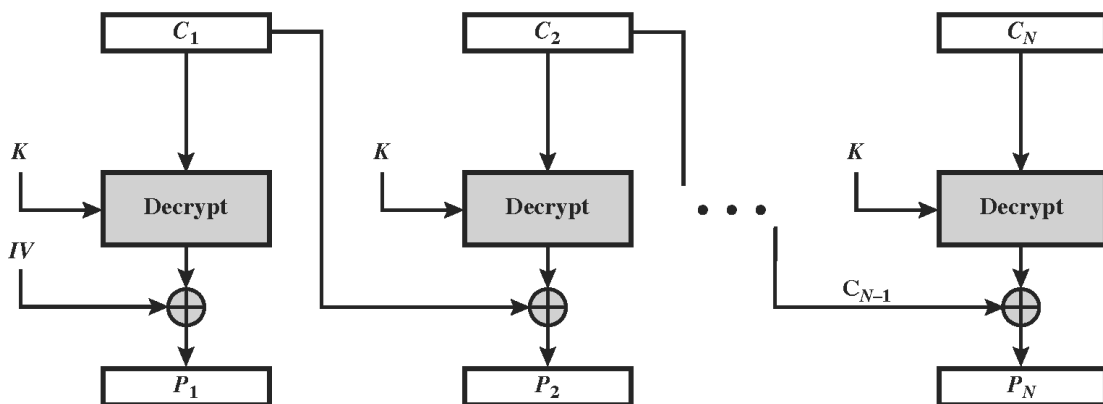 C1 C2 CN
K K K
Decrypt Decrypt Decrypt
IV
CN–1
P1 P2 PN